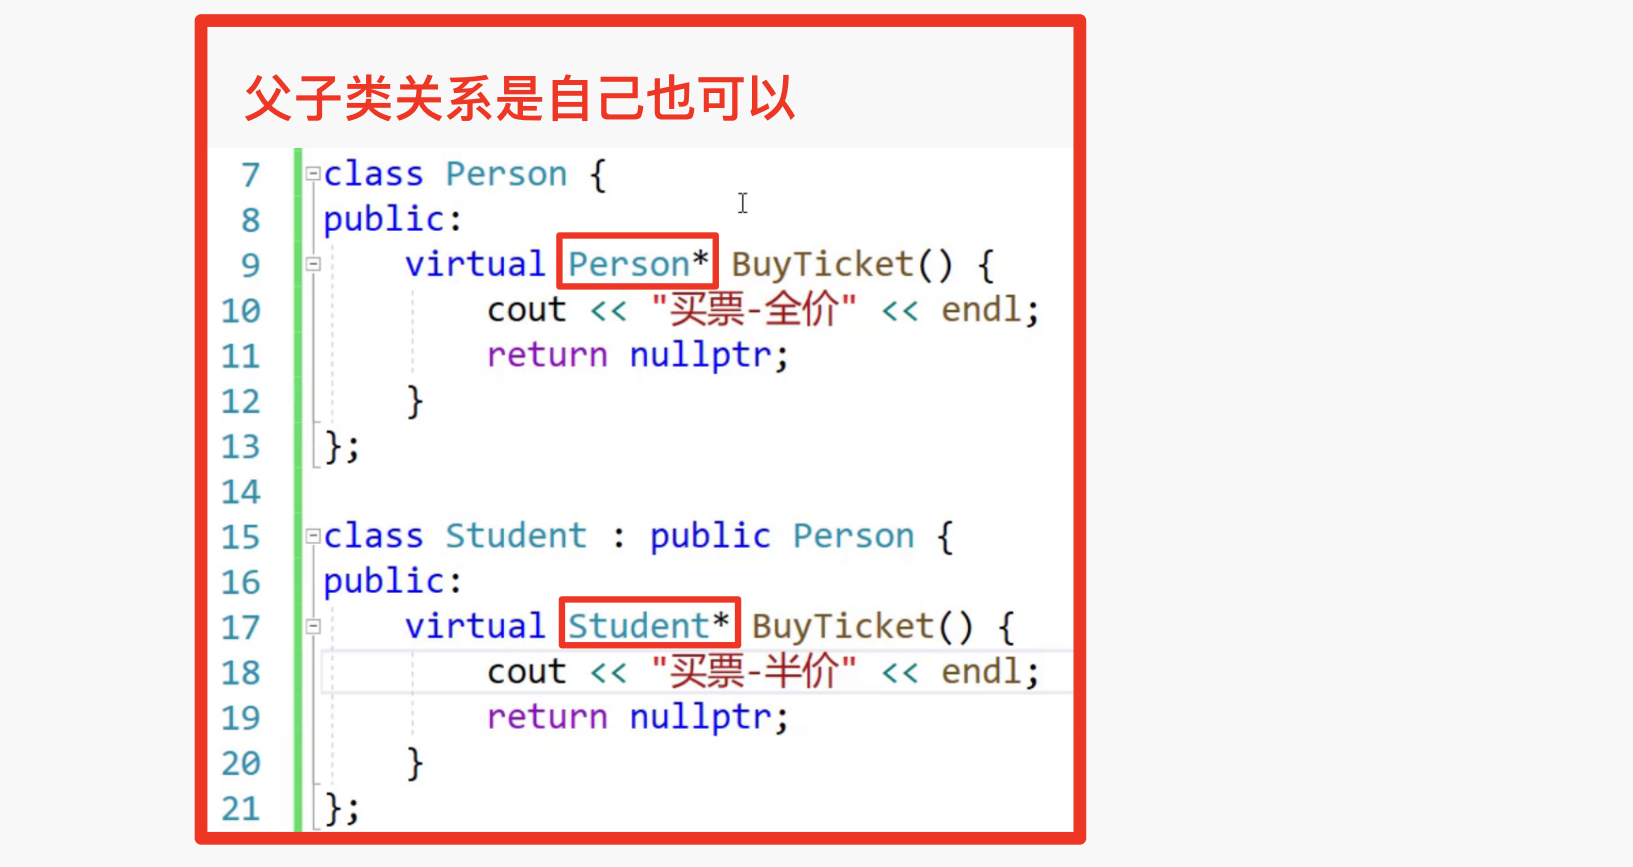 父子类关系是自己也可以
7 class Person {
8 public:
9 virtual Person* BuyTicket() {
10 cout << "买票-全价" << endl;
11 return nullptr;
12 }
13 };
14
15 class Student : public Person {
16 public:
17 virtual Student* BuyTicket() {
18 cout << "买票-半价" << endl;
19 return nullptr;
20 }
21 };